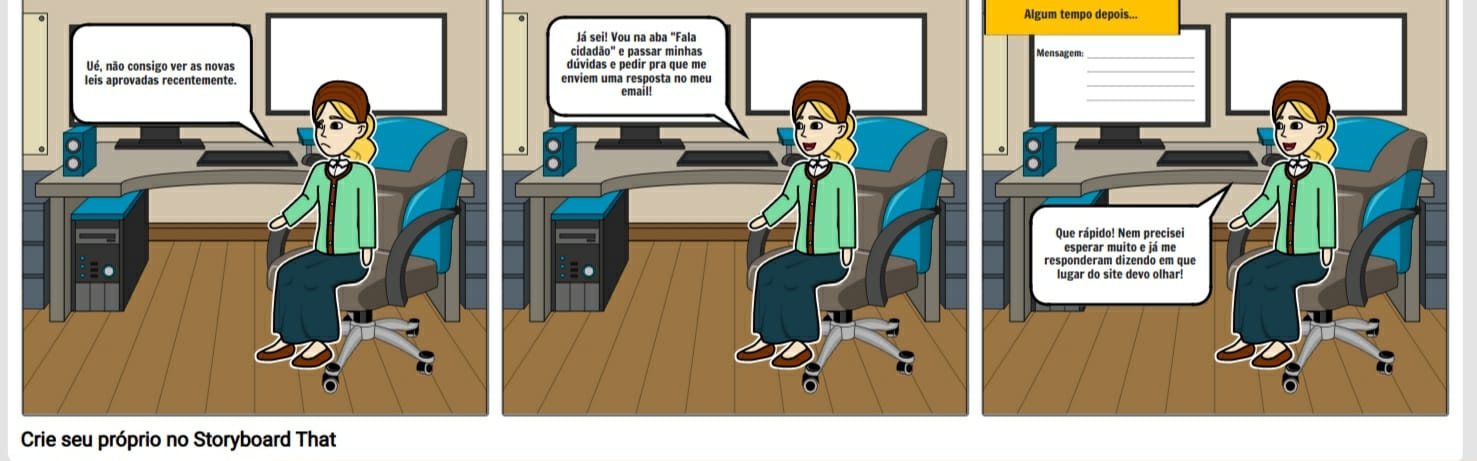 Ué, não consigo ver as novas
leis aprovadas recentemente.
Já sei! Vou na aba "Fala
cidadão" e passar minhas
dúvidas e pedir pra que me
enviem uma resposta no meu
email!
Algum tempo depois...
Mensagem:
Que rápido! Nem precisei
esperar muito e já me
responderam dizendo em que
lugar do site devo olhar!
Crie seu próprio no Storyboard That